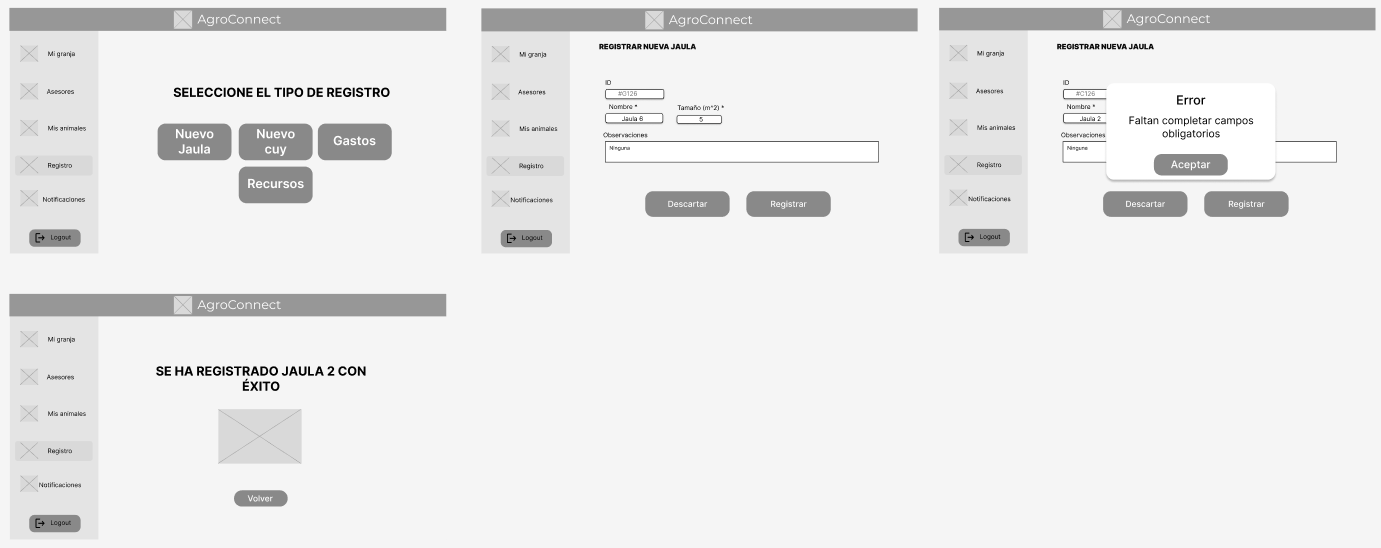 AgroConnect
Mi granja
Asesores
Mis animales
Registro
Notificaciones
Logout
SELECCIONE EL TIPO DE REGISTRO
Nuevo
Jaula
Nuevo
cuy
Gastos
Recursos
AgroConnect
Mi granja
Asesores
Mis animales
Registro
Notificaciones
Logout
REGISTRAR NUEVA JAULA
ID
#G126
Nombre *
Tamaño (m^2) *
Jaula 6
5
Observaciones
Ninguna
Descartar
Registrar
AgroConnect
Mi granja
Asesores
Mis animales
Registro
Notificaciones
Logout
REGISTRAR NUEVA JAULA
ID
#C126
Nombre *
Jaula 2
Observaciones
Ninguna
Error
Faltan completar campos
obligatorios
Aceptar
Descartar
Registrar
AgroConnect
Mi granja
Asesores
Mis animales
Registro
Notificaciones
Logout
SE HA REGISTRADO JAULA 2 CON
ÉXITO
Volver